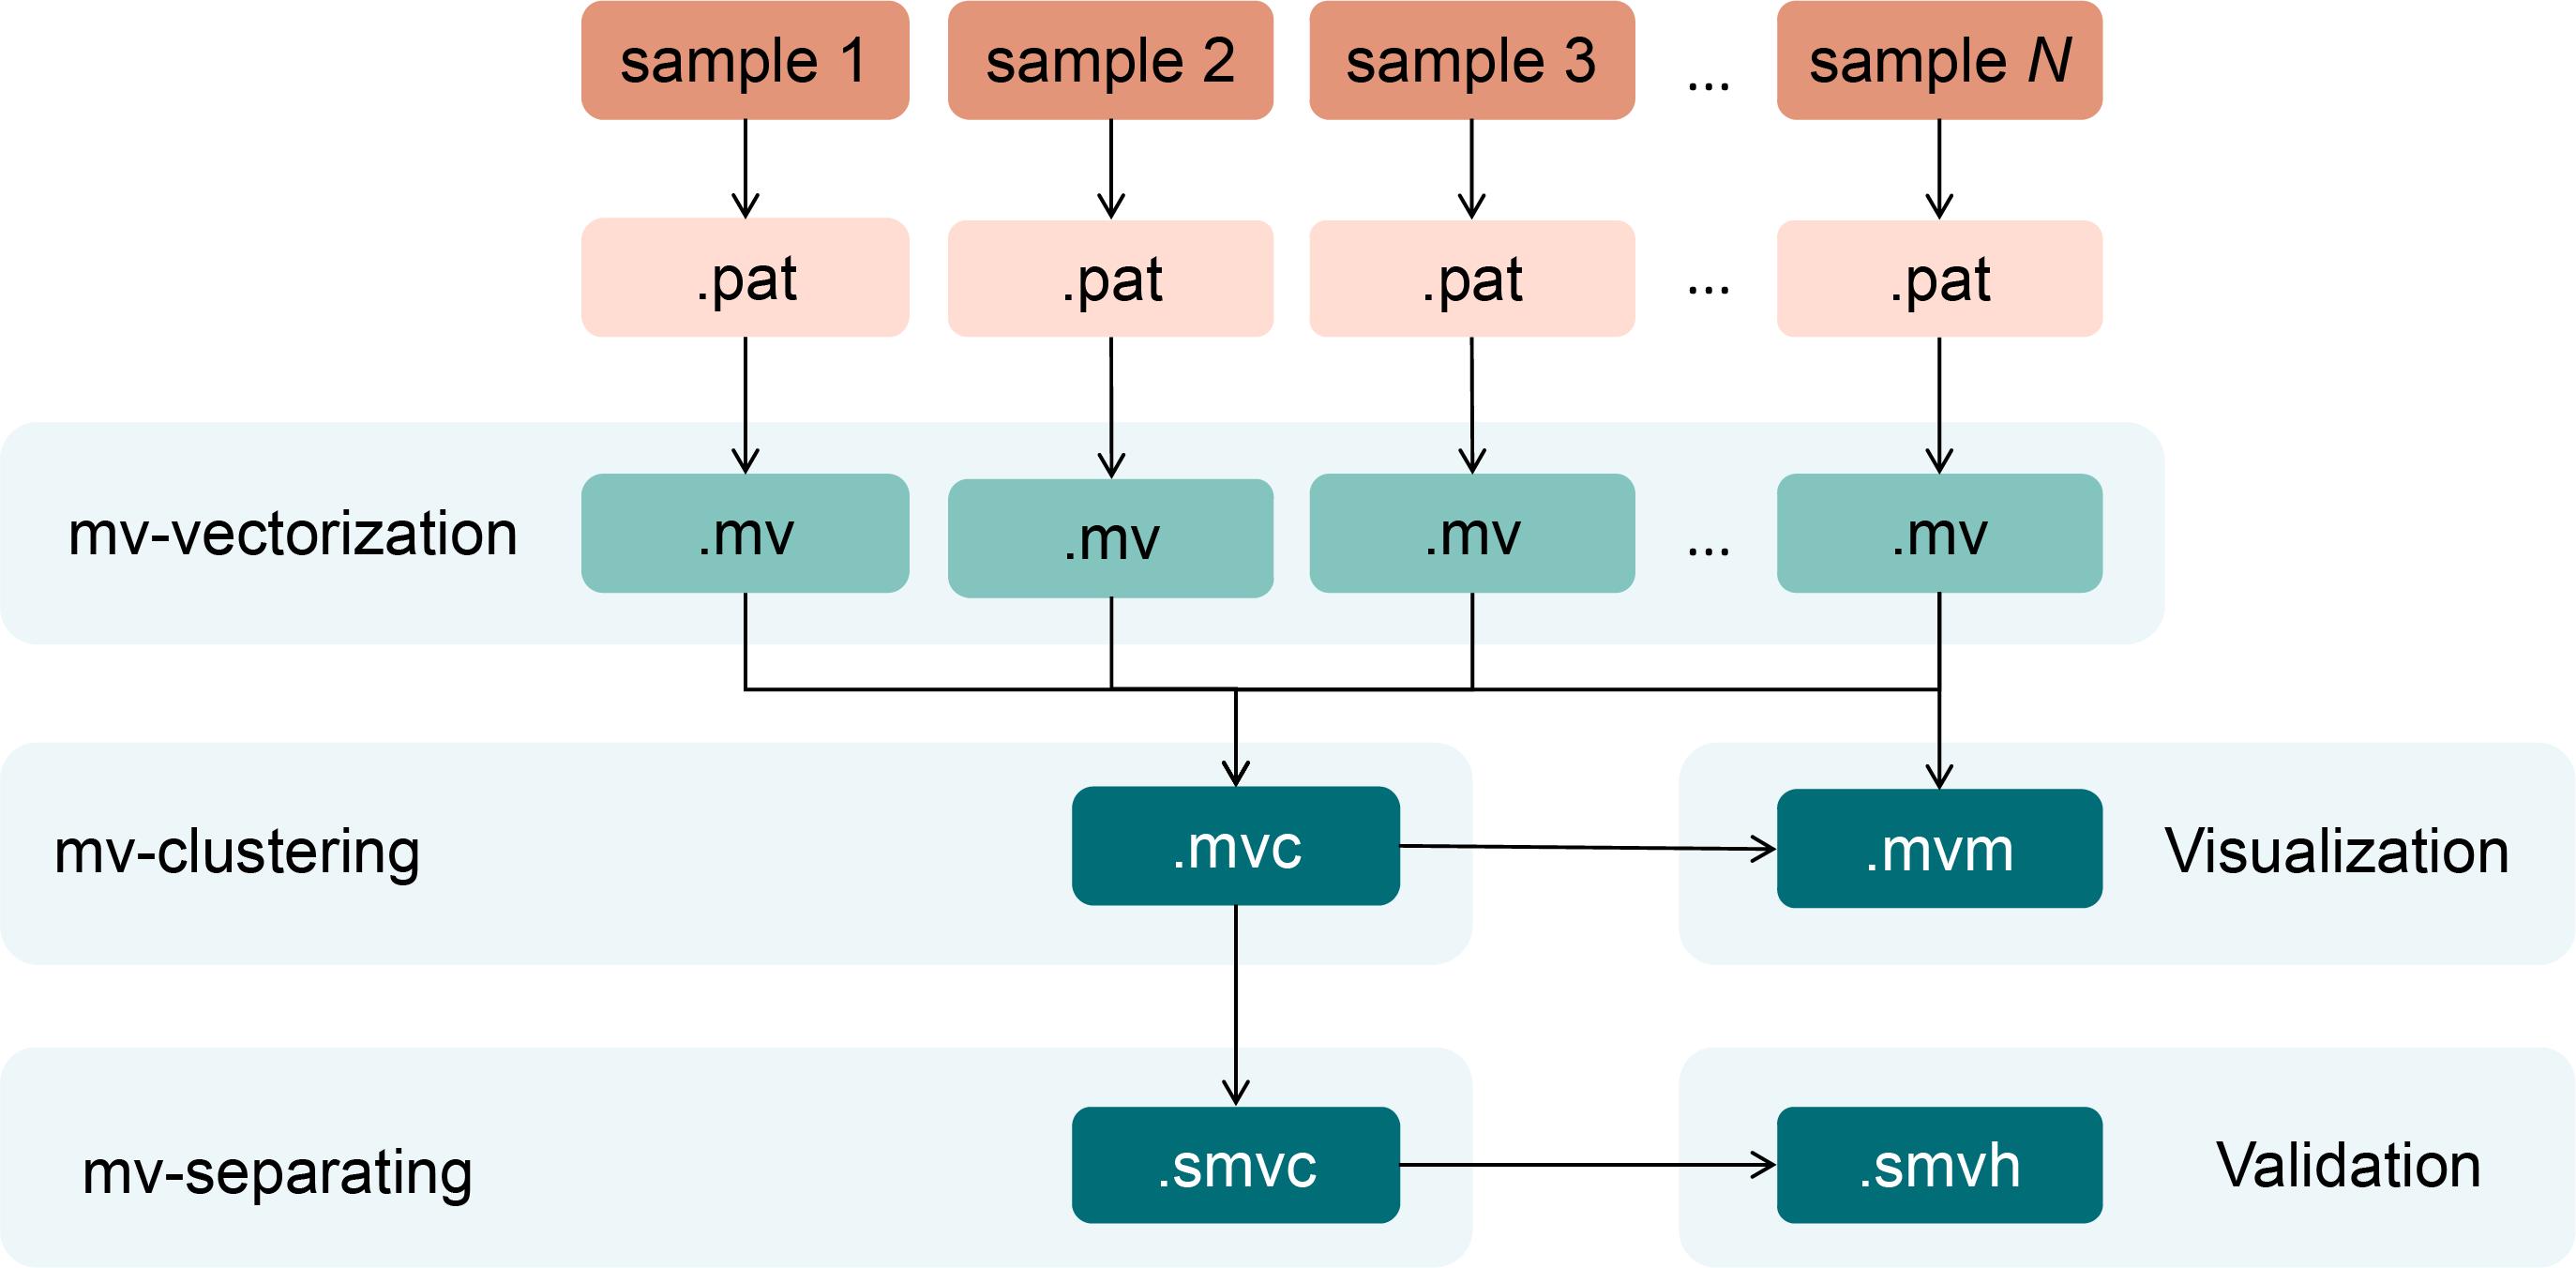 sample 1 sample 2 sample 3 ... sample N
.pat .pat .pat ... .pat
mv-vectorization .mv .mv .mv ... .mv
mv-clustering .mvc .mvm Visualization
mv-separating .smvc .smvh Validation